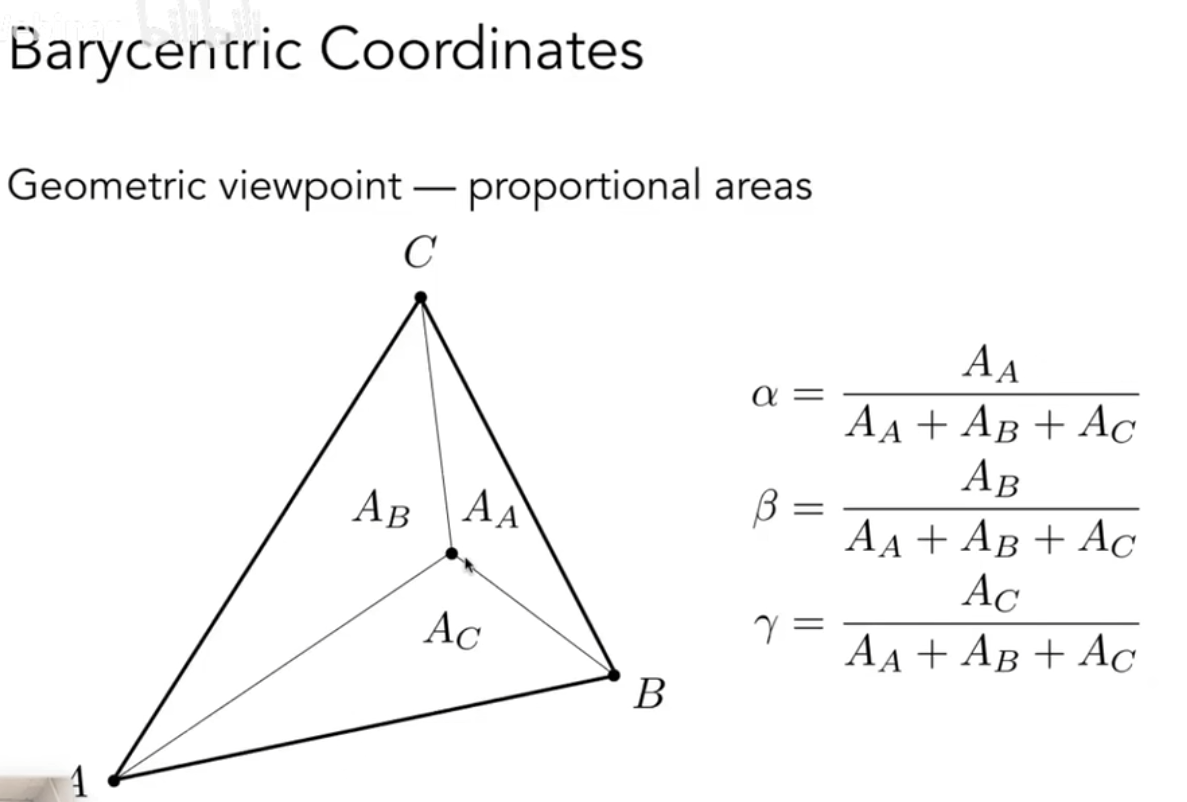 Barycentric Coordinates
Geometric viewpoint — proportional areas
C
α = A_A / (A_A + A_B + A_C)
A_B A_A
β = A_B / (A_A + A_B + A_C)
A_C
γ = A_C / (A_A + A_B + A_C)
B
A